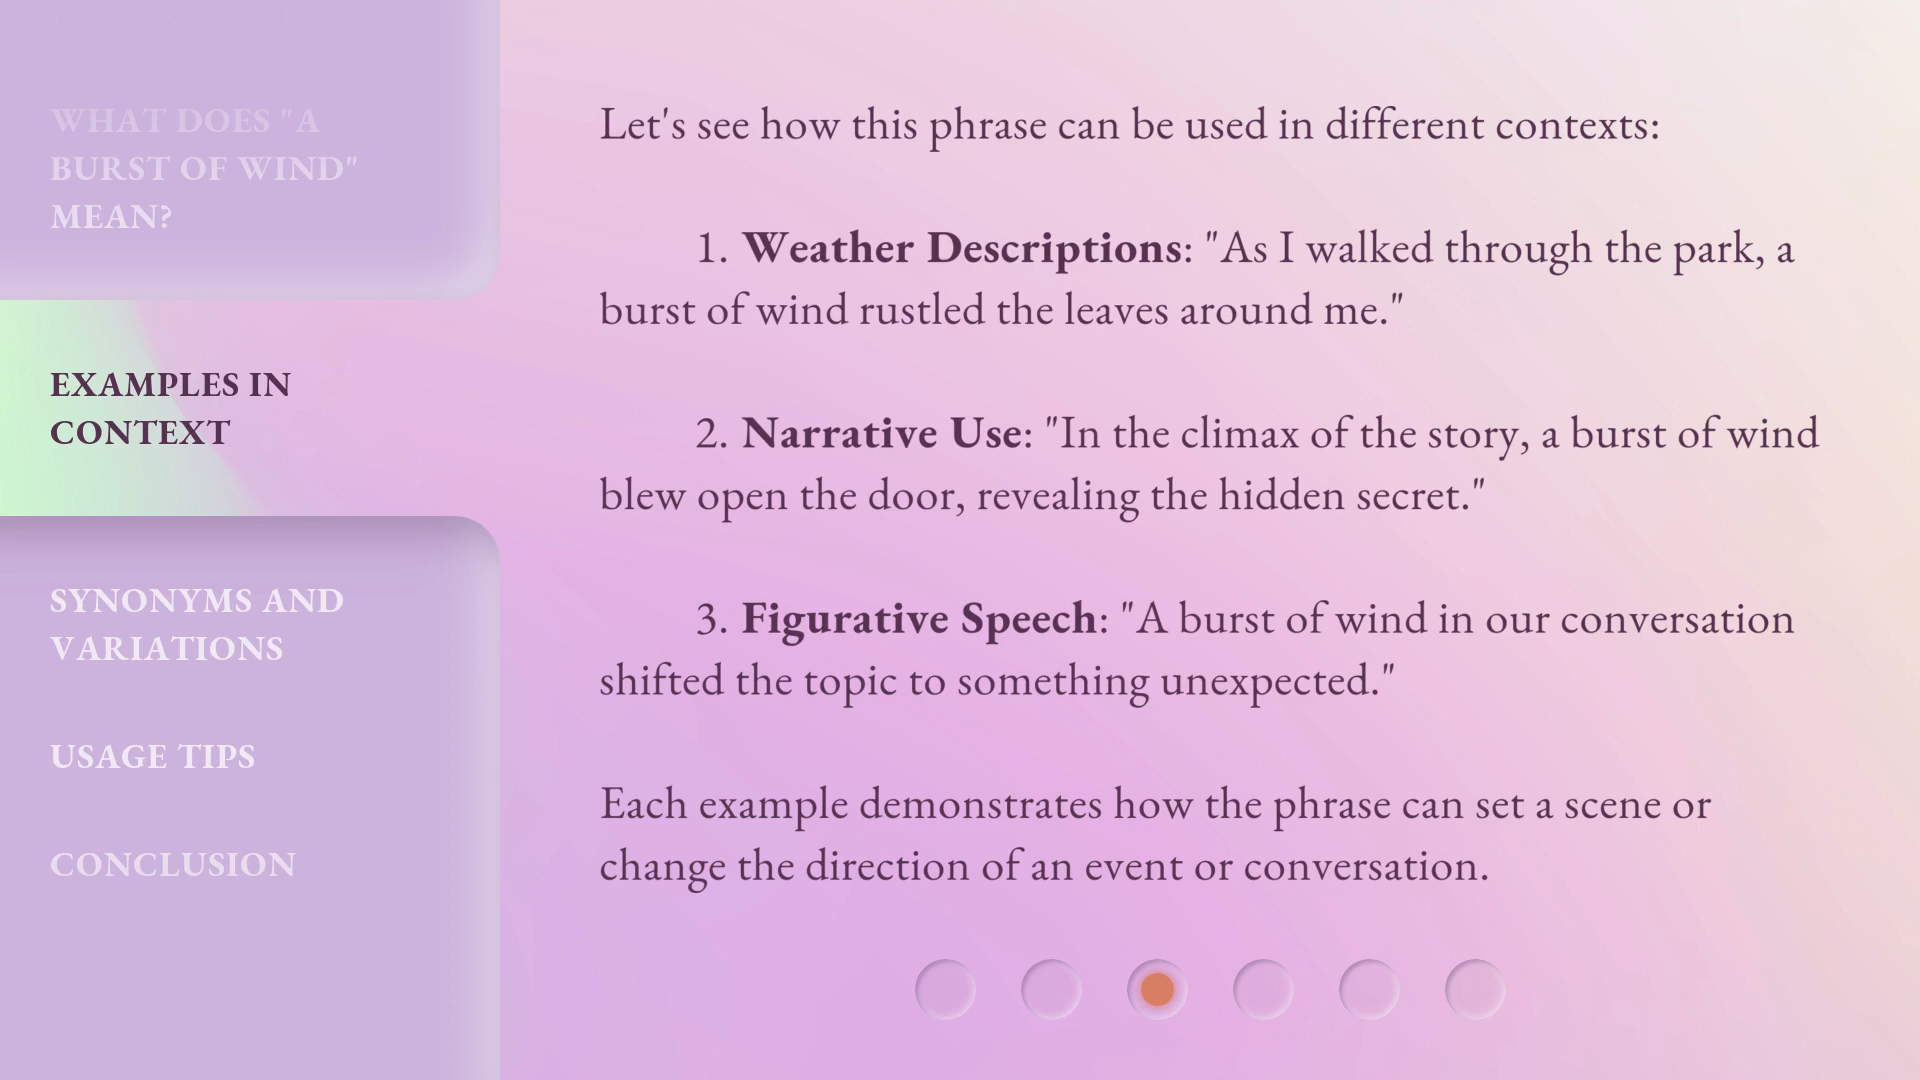 WHAT DOES "A
BURST OF WIND"
MEAN?
EXAMPLES IN
CONTEXT
SYNONYMS AND
VARIATIONS
USAGE TIPS
CONCLUSION
Let's see how this phrase can be used in different contexts:
1. Weather Descriptions: "As I walked through the park, a
burst of wind rustled the leaves around me."
2. Narrative Use: "In the climax of the story, a burst of wind
blew open the door, revealing the hidden secret."
3. Figurative Speech: "A burst of wind in our conversation
shifted the topic to something unexpected."
Each example demonstrates how the phrase can set a scene or
change the direction of an event or conversation.